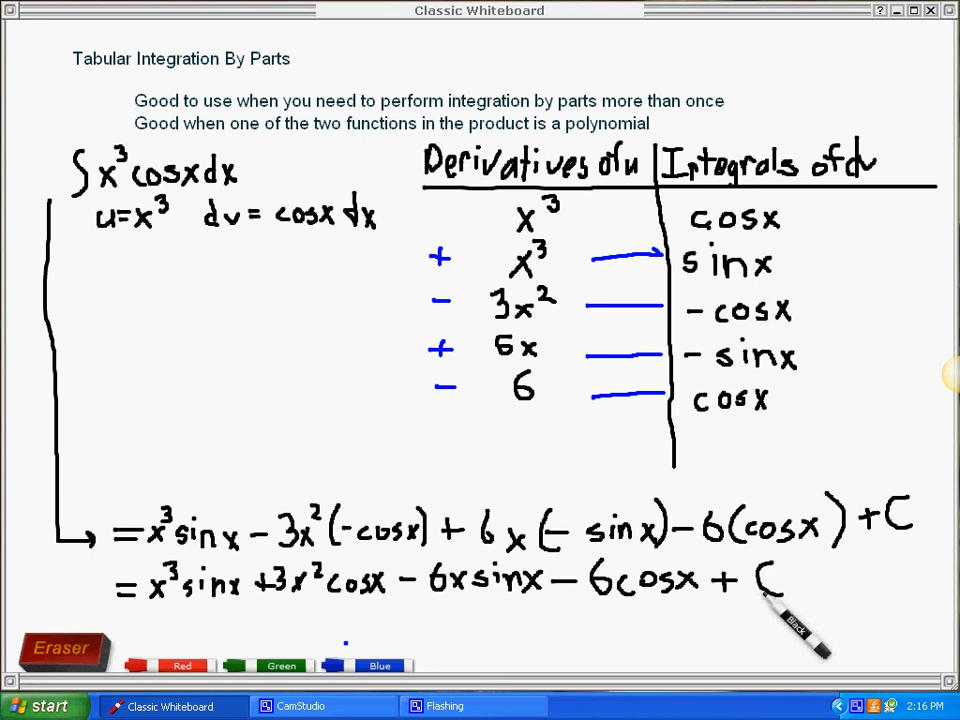 Classic Whiteboard
Tabular Integration By Parts
Good to use when you need to perform integration by parts more than once
Good when one of the two functions in the product is a polynomial
∫x³cosxdx
u=x³ dv= cosx dx
Derivatives of u | Integrals of dv
x³ cosx
+ x³ → sinx
- 3x² — -cosx
+ 6x — -sinx
- 6 — cosx
= x³sinx - 3x²(-cosx) + 6x(-sinx) - 6(cosx) + C
= x³sinx + 3x²cosx - 6xsinx - 6cosx + C
Black
Eraser
Red Green Blue
start Classic Whiteboard CamStudio Flashing 2:16 PM